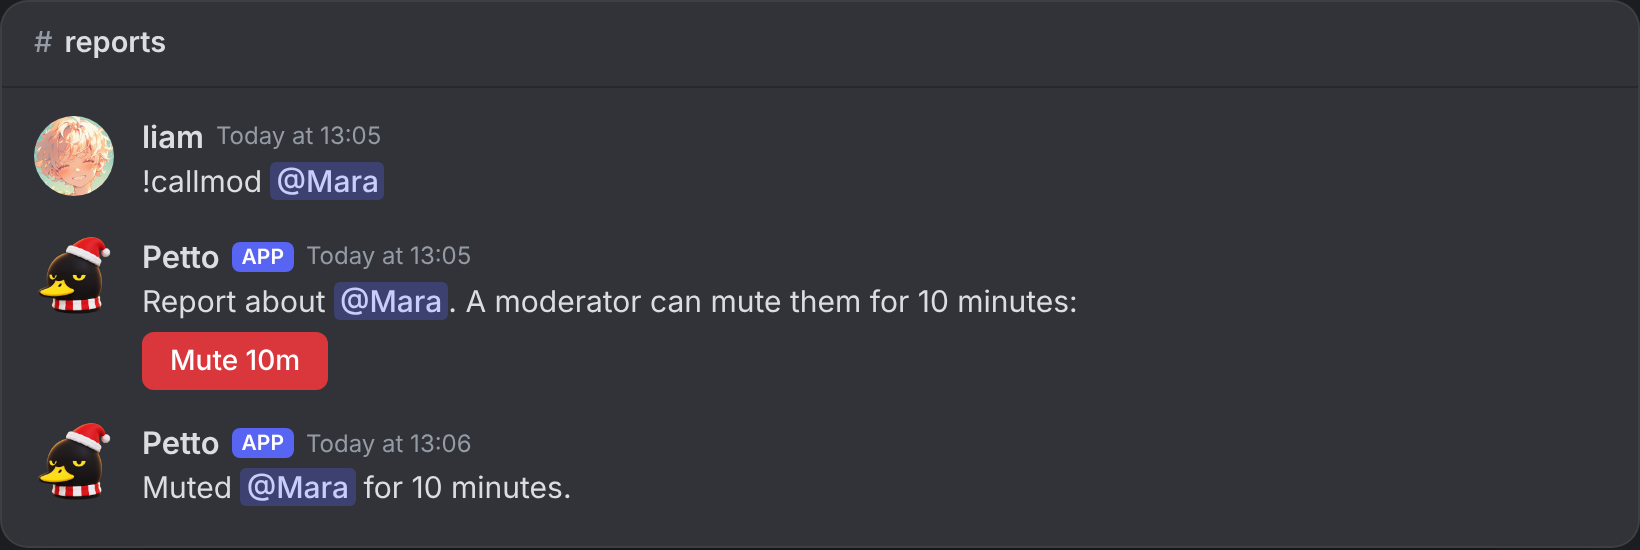 # reports
liam Today at 13:05
!callmod @Mara
Petto APP Today at 13:05
Report about @Mara. A moderator can mute them for 10 minutes:
Mute 10m
Petto APP Today at 13:06
Muted @Mara for 10 minutes.